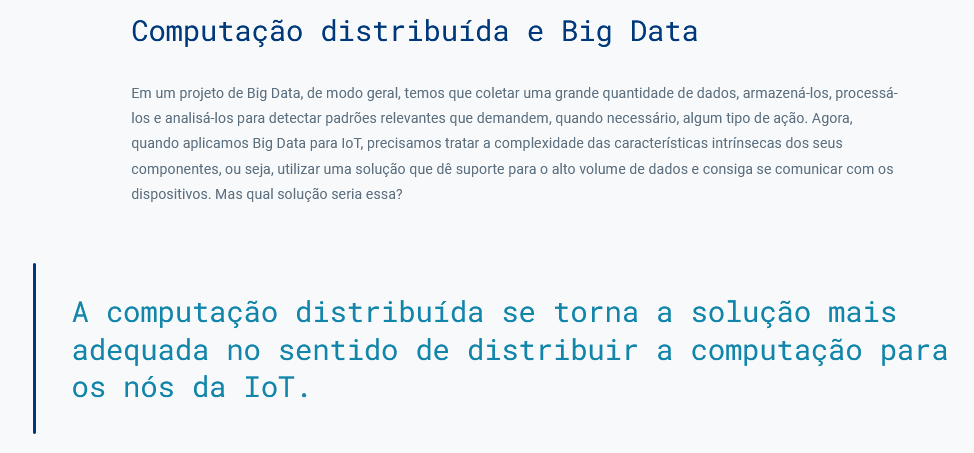 Computação distribuída e Big Data
Em um projeto de Big Data, de modo geral, temos que coletar uma grande quantidade de dados, armazená-los, processá-
los e analisá-los para detectar padrões relevantes que demandem, quando necessário, algum tipo de ação. Agora,
quando aplicamos Big Data para IoT, precisamos tratar a complexidade das características intrínsecas dos seus
componentes, ou seja, utilizar uma solução que dê suporte para o alto volume de dados e consiga se comunicar com os
dispositivos. Mas qual solução seria essa?
A computação distribuída se torna a solução mais
adequada no sentido de distribuir a computação para
os nós da IoT.